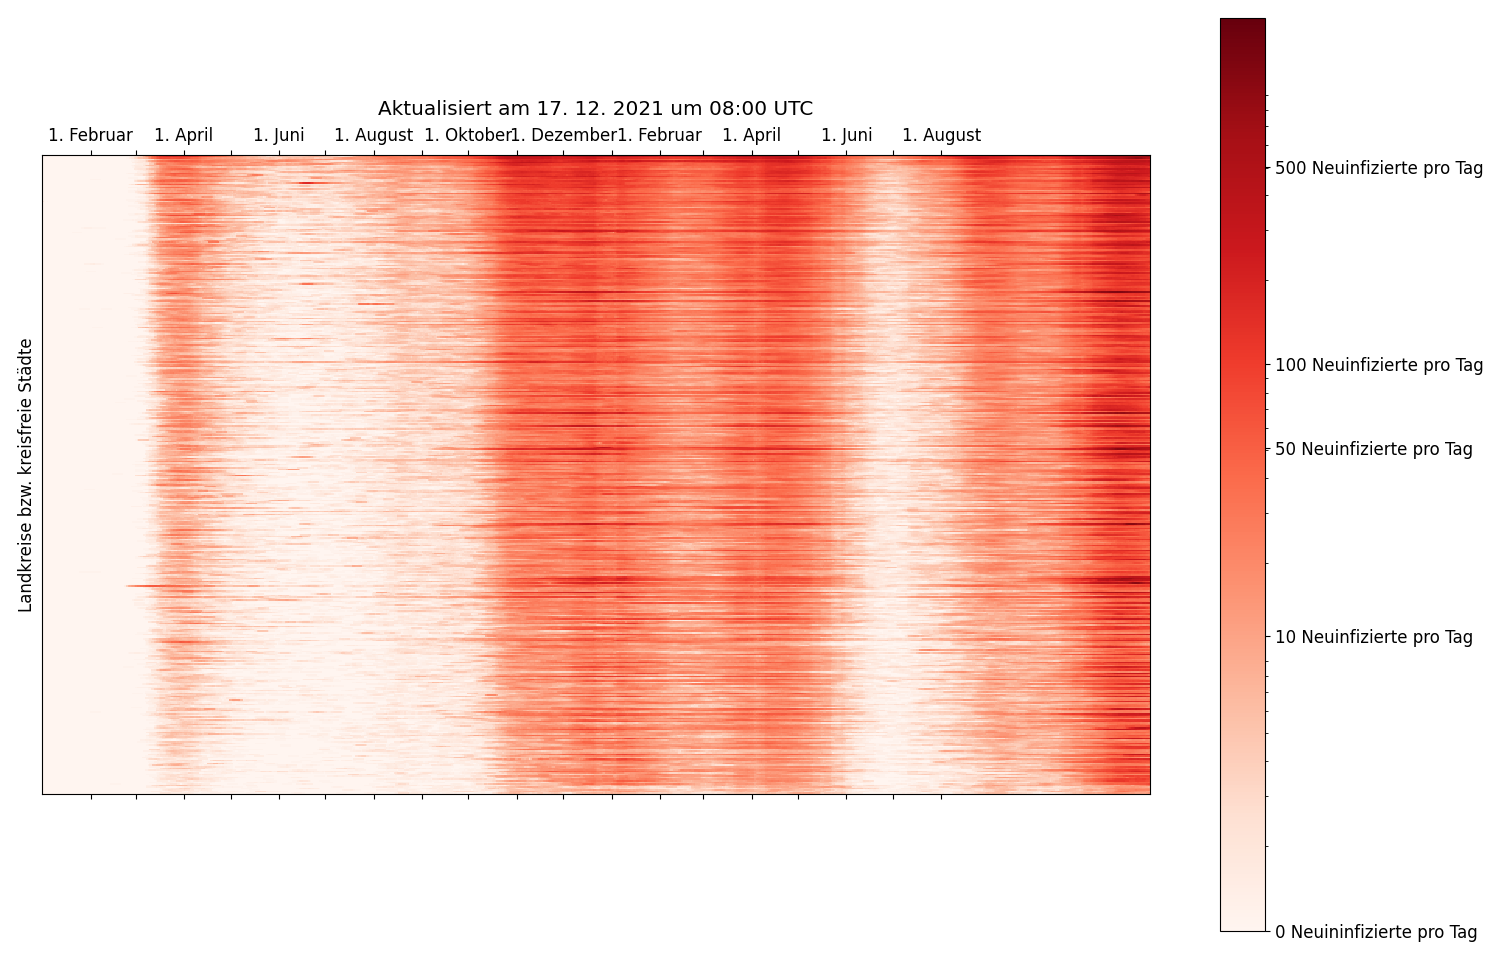 Aktualisiert am 17. 12. 2021 um 08:00 UTC
1. Februar 1. April 1. Juni 1. August 1. Oktober 1. Dezember 1. Februar 1. April 1. Juni 1. August
Landkreise bzw. kreisfreie Städte
500 Neuinfizierte pro Tag
100 Neuinfizierte pro Tag
50 Neuinfizierte pro Tag
10 Neuinfizierte pro Tag
0 Neuininfizierte pro Tag